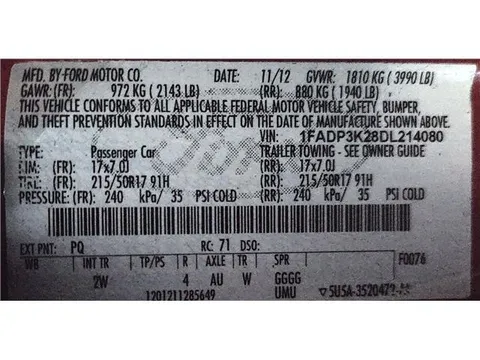 MFD. BY FORD MOTOR CO. DATE: 11/12 GVWR: 1810 KG ( 3990 LB)
GAWR: (FR): 972 KG ( 2143 LB) (RR): 880 KG ( 1940 LB)
THIS VEHICLE CONFORMS TO ALL APPLICABLE FEDERAL MOTOR VEHICLE SAFETY, BUMPER,
AND THEFT PREVENTION STANDARDS IN EFFECT ON THE DATE OF MANUFACTURE SHOWN ABOVE
VIN: 1FADP3K28DL214080
TYPE: Passenger Car TRAILER TOWING - SEE OWNER GUIDE
RIM: (FR): 17x7.0J (RR): 17x7.0J
TIRE: (FR): 215/50R17 91H (RR): 215/50R17 91H
PRESSURE: (FR): 240 kPa/ 35 PSI COLD (RR): 240 kPa/ 35 PSI COLD
EXT PNT: PQ RC: 71 DSO:
WB INT TR TP/PS R AXLE TR SPR F0076
2W 4 AU W GGGG
1201211285649 UMU 5U5A-3520472